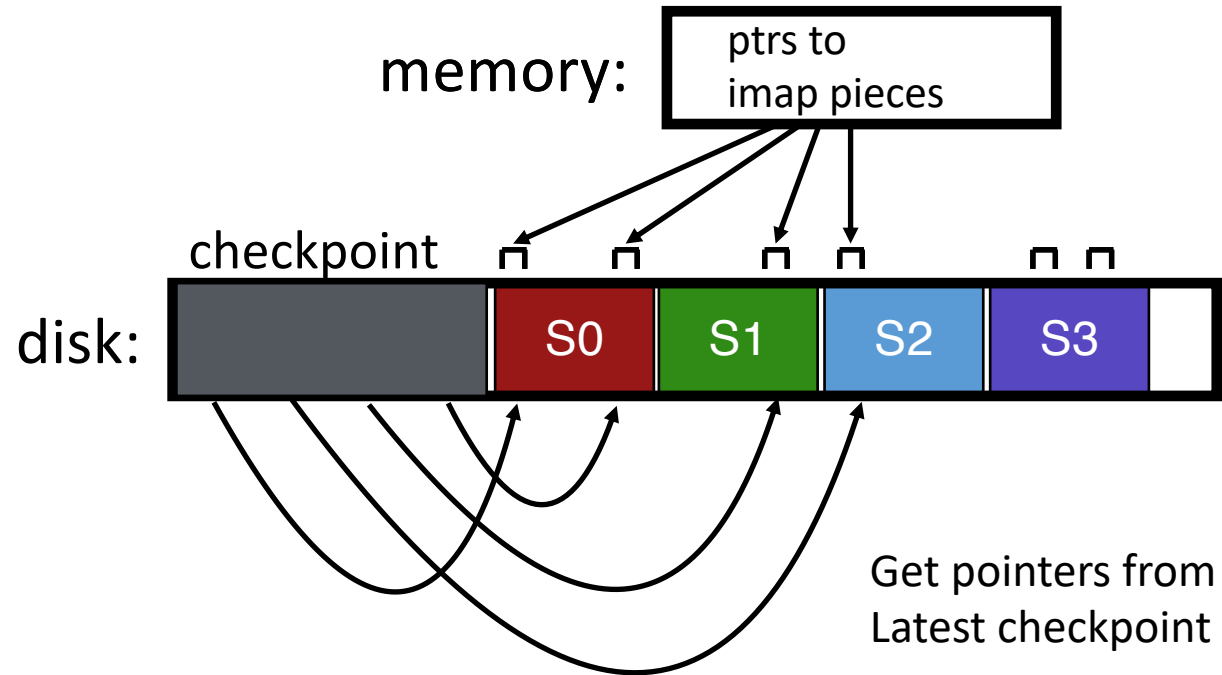 ptrs to
memory:
imap pieces
checkpoint
disk:
S0
S1
S2
S3
Get pointers from
Latest checkpoint